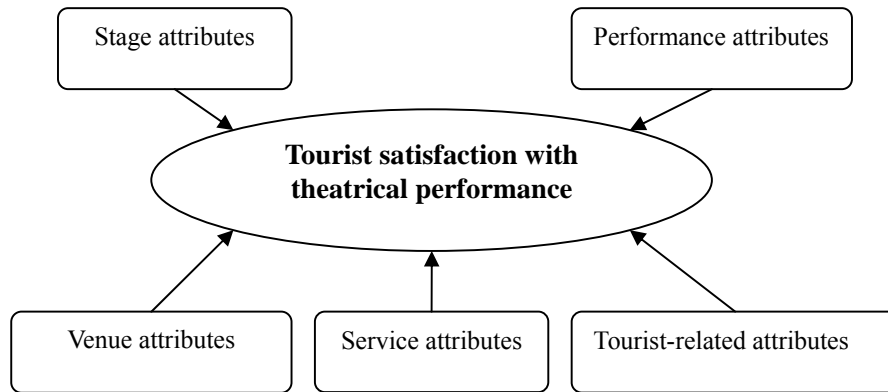 Stage attributes
Performance attributes
Tourist satisfaction with
theatrical performance
Venue attributes
Service attributes
Tourist-related attributes